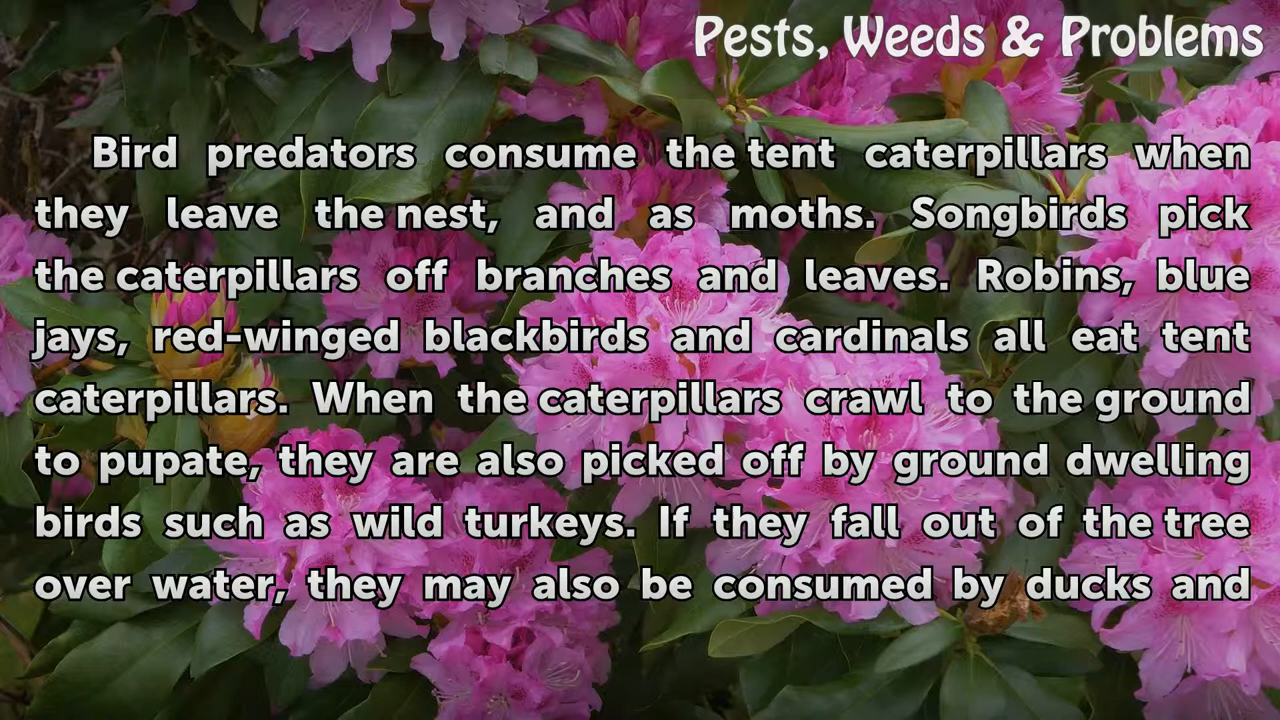 Pests, Weeds & Problems
Bird predators consume the tent caterpillars when
they leave the nest, and as moths. Songbirds pick
the caterpillars off branches and leaves. Robins, blue
jays, red-winged blackbirds and cardinals all eat tent
caterpillars. When the caterpillars crawl to the ground
to pupate, they are also picked off by ground dwelling
birds such as wild turkeys. If they fall out of the tree
over water, they may also be consumed by ducks and